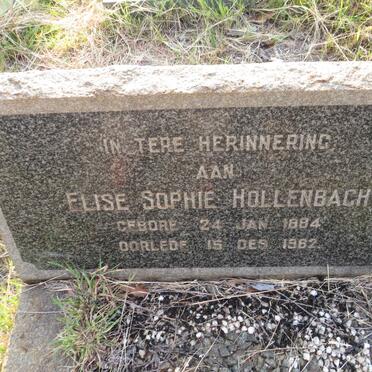 IN TERE HERINNERING
AAN
ELISE SOPHIE HOLLENBACH
GEBORE 24 JAN. 1884
OORLEDE 15 DES. 1962